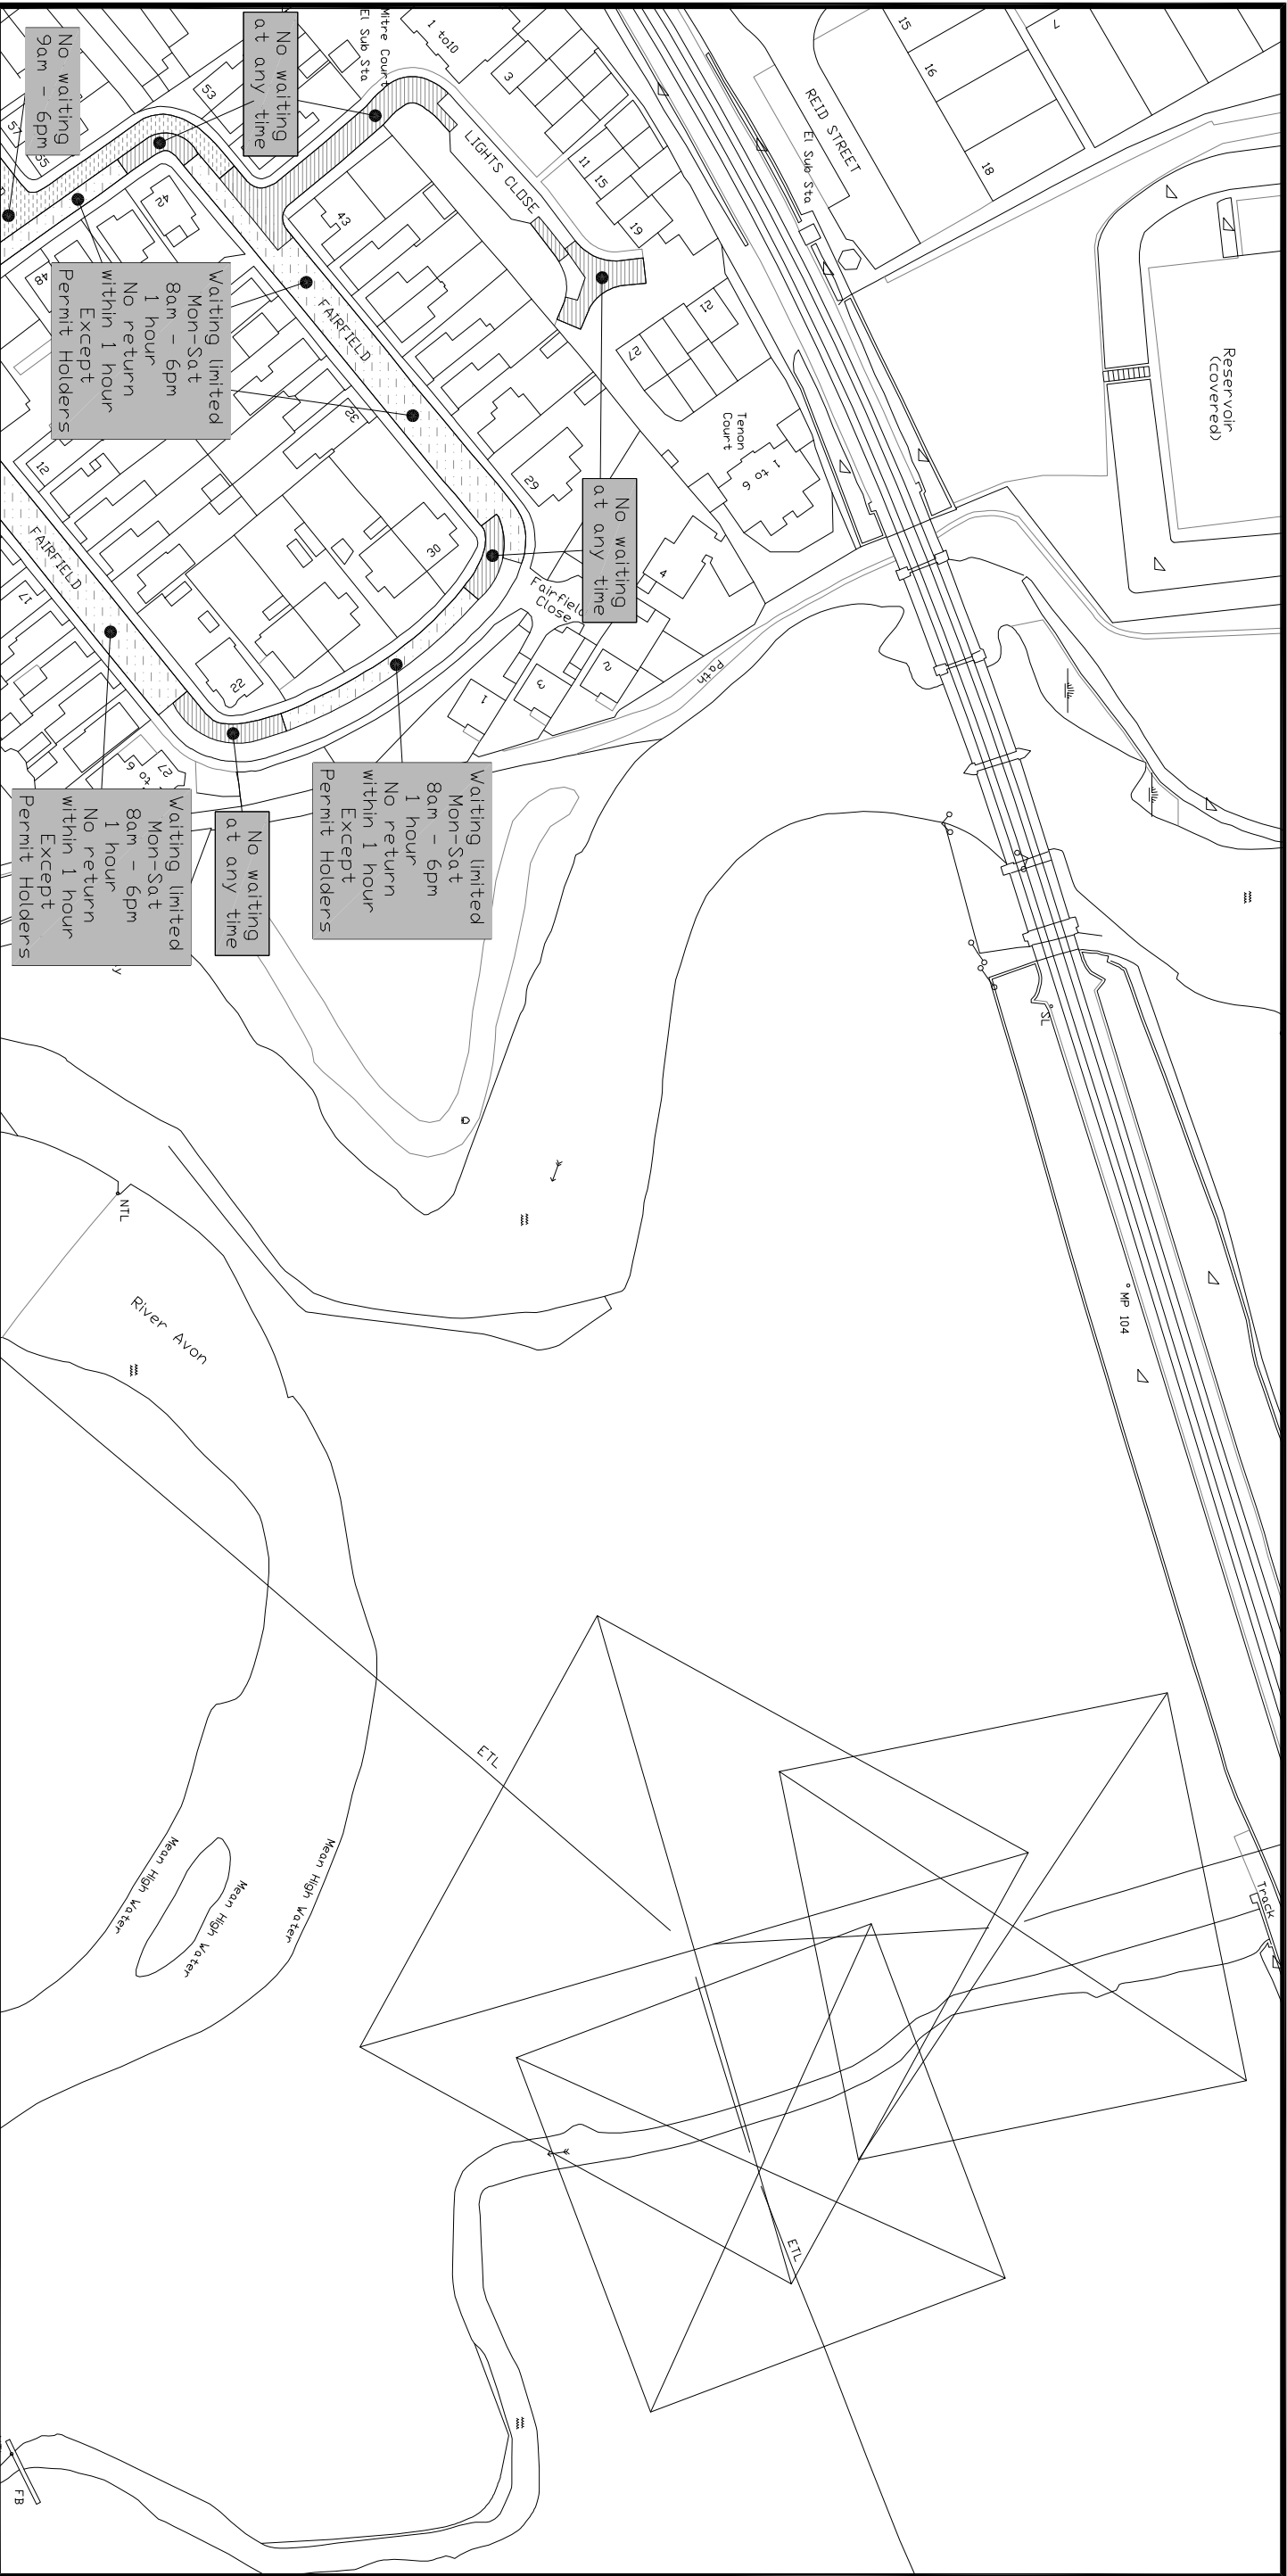 Reservoir
(covered)
7
15
16
18
REID STREET
El Sub Sta
Track
SL
MP 104
1 to10
3
11
15
19
LIGHTS CLOSE
21
27
Tenon
Court
1 to 6
Path
4
2
3
1
Fairfield
Close
Mitre Court
El Sub Sta
No waiting
at any time
No waiting
at any time
53
43
29
FAIRFIELD
30
32
42
48
55
No waiting
9am - 6pm
Waiting limited
Mon-Sat
8am - 6pm
1 hour
No return
within 1 hour
Except
Permit Holders
Waiting limited
Mon-Sat
8am - 6pm
1 hour
No return
within 1 hour
Except
Permit Holders
No waiting
at any time
Waiting limited
Mon-Sat
8am - 6pm
1 hour
No return
within 1 hour
Except
Permit Holders
12
22
FAIRFIELD
17
27
NTL
River Avon
ETL
ETL
Mean High Water
Mean High Water
Mean High Water
FB